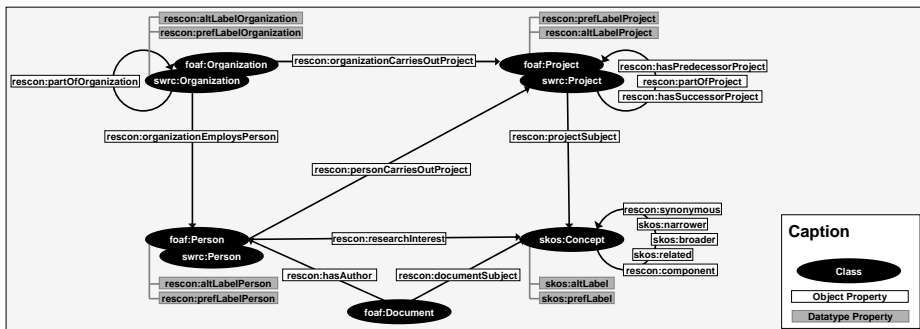 rescon:altLabelOrganization
rescon:prefLabelOrganization
rescon:prefLabelProject
rescon:altLabelProject
foaf:Organization
swrc:Organization
rescon:organizationCarriesOutProject
foaf:Project
swrc:Project
rescon:partOfOrganization
rescon:hasPredecessorProject
rescon:partOfProject
rescon:hasSuccessorProject
rescon:organizationEmploysPerson
rescon:projectSubject
rescon:personCarriesOutProject
foaf:Person
swrc:Person
rescon:researchInterest
skos:Concept
rescon:synonymous
skos:narrower
skos:broader
skos:related
rescon:component
rescon:hasAuthor
rescon:documentSubject
rescon:altLabelPerson
rescon:prefLabelPerson
skos:altLabel
skos:prefLabel
foaf:Document
Caption
Class
Object Property
Datatype Property